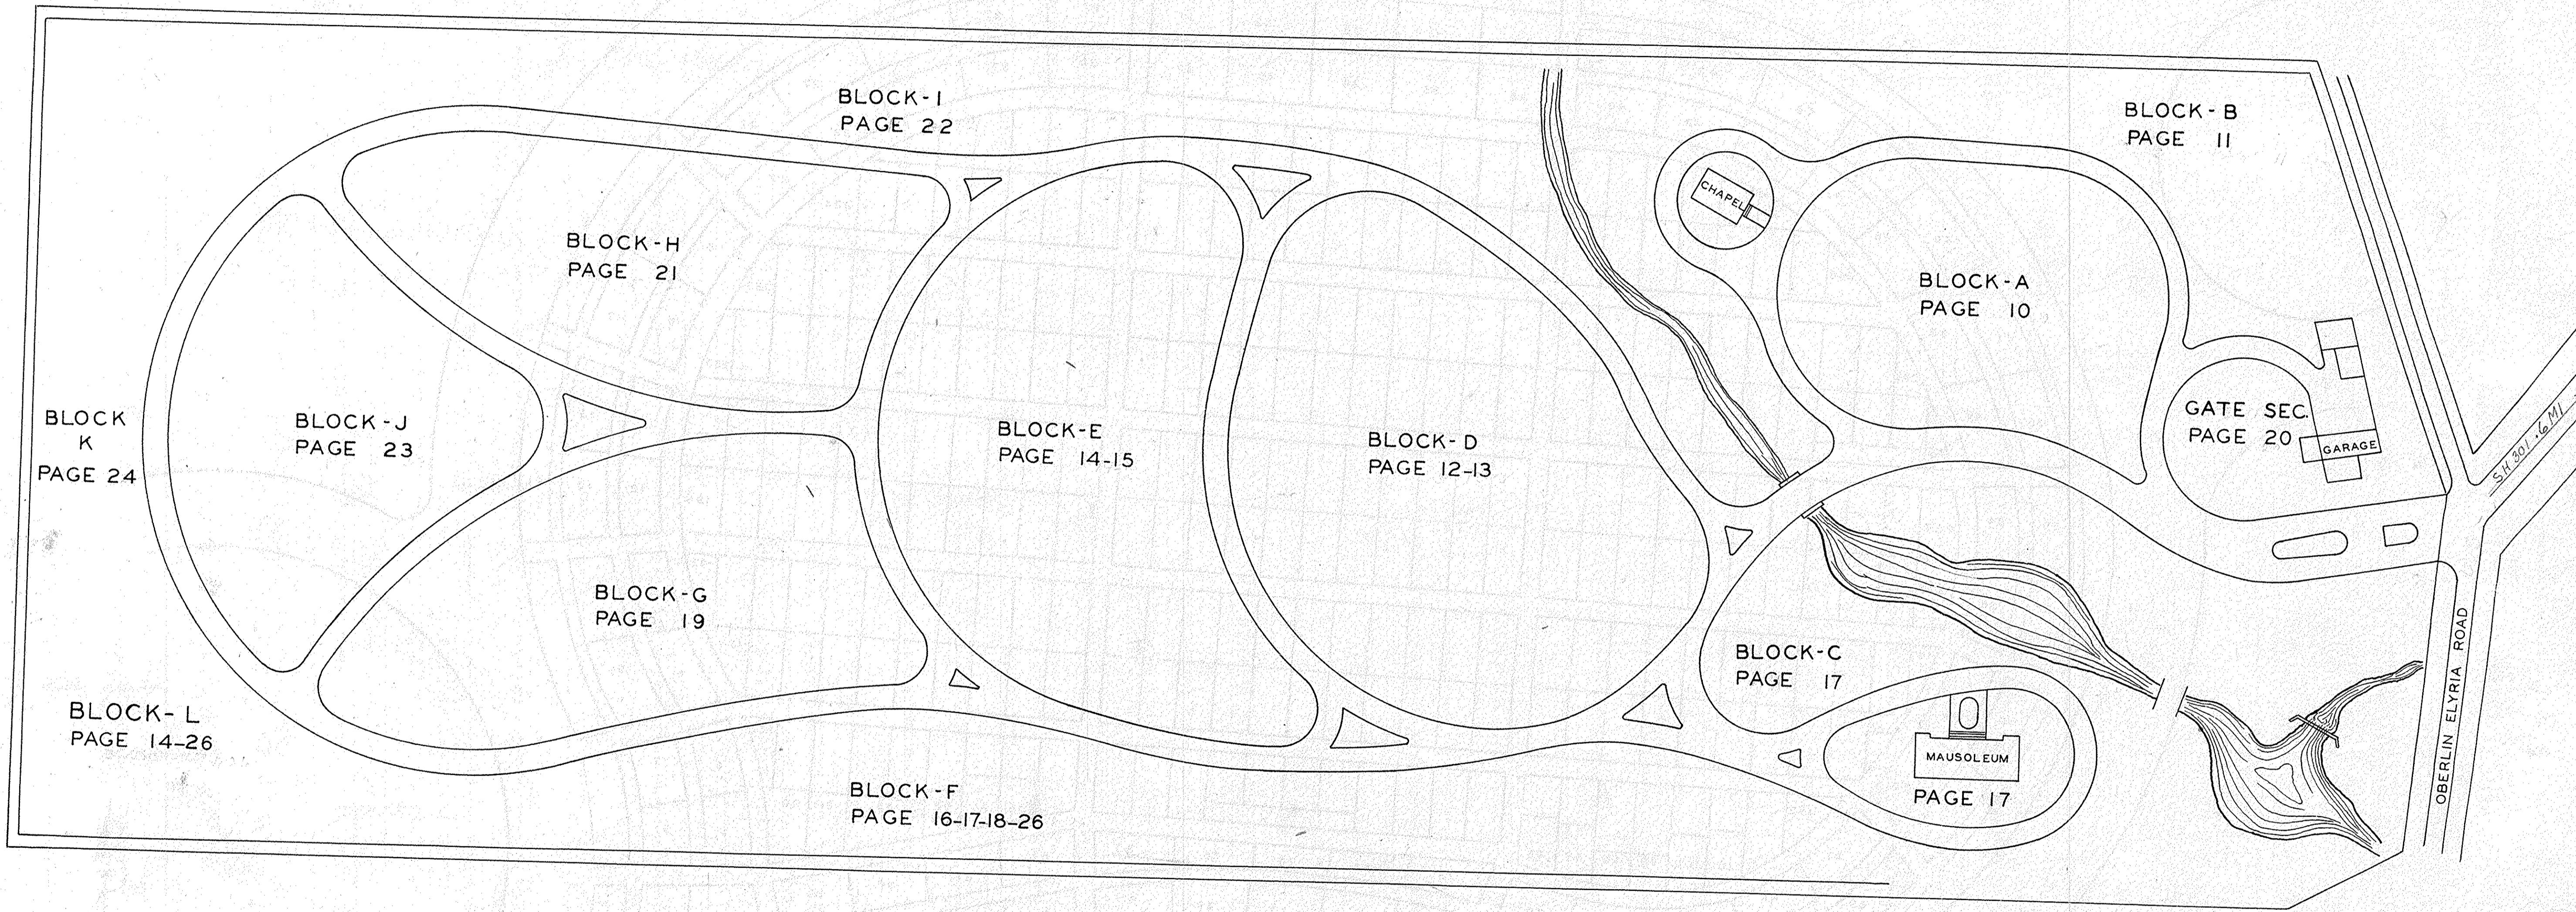 BLOCK-I
PAGE 22
BLOCK-B
PAGE 11
CHAPEL
BLOCK-H
PAGE 21
BLOCK-A
PAGE 10
BLOCK
K
PAGE 24
BLOCK-J
PAGE 23
BLOCK-E
PAGE 14-15
BLOCK-D
PAGE 12-13
GATE SEC.
PAGE 20
GARAGE
S.H. 301 .6 MI.
BLOCK-G
PAGE 19
BLOCK-C
PAGE 17
OBERLIN ELYRIA ROAD
BLOCK-L
PAGE 14-26
MAUSOLEUM
PAGE 17
BLOCK-F
PAGE 16-17-18-26